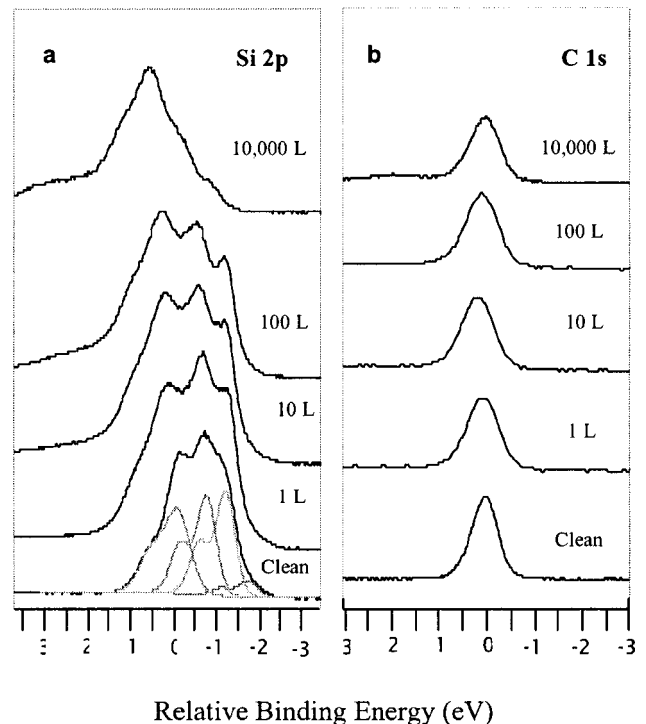 a
Si 2p
10,000 L
100 L
10 L
1 L
Clean
2 1 -1 -2 -3
b
C 1s
10,000 L
100 L
10 L
1 L
Clean
3 2 1 0 -1 -2 -3
Relative Binding Energy (eV)